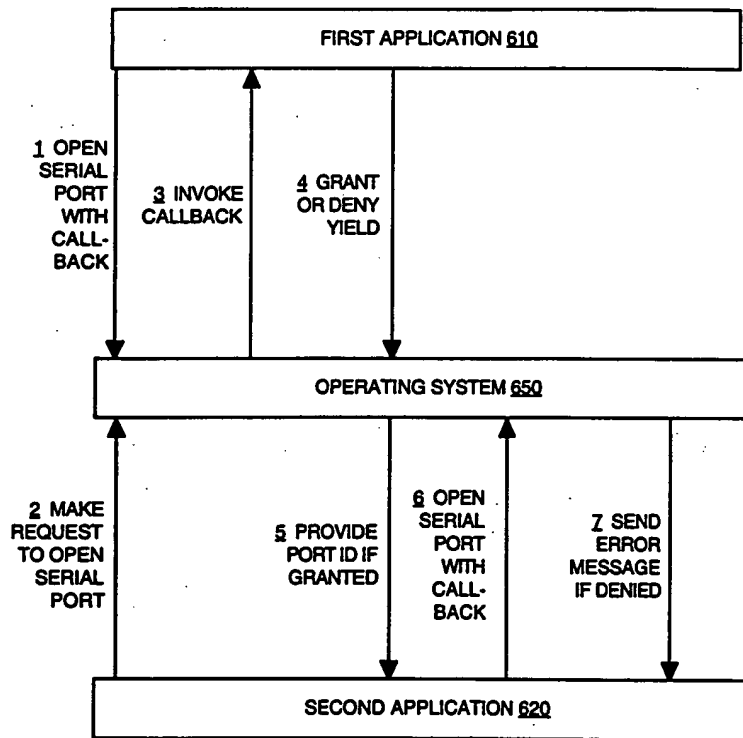 FIRST APPLICATION 610
1 OPEN
SERIAL
PORT
WITH
CALL-
BACK
3 INVOKE
CALLBACK
4 GRANT
OR DENY
YIELD
OPERATING SYSTEM 650
2 MAKE
REQUEST
TO OPEN
SERIAL
PORT
5 PROVIDE
PORT ID IF
GRANTED
6 OPEN
SERIAL
PORT
WITH
CALL-
BACK
7 SEND
ERROR
MESSAGE
IF DENIED
SECOND APPLICATION 620